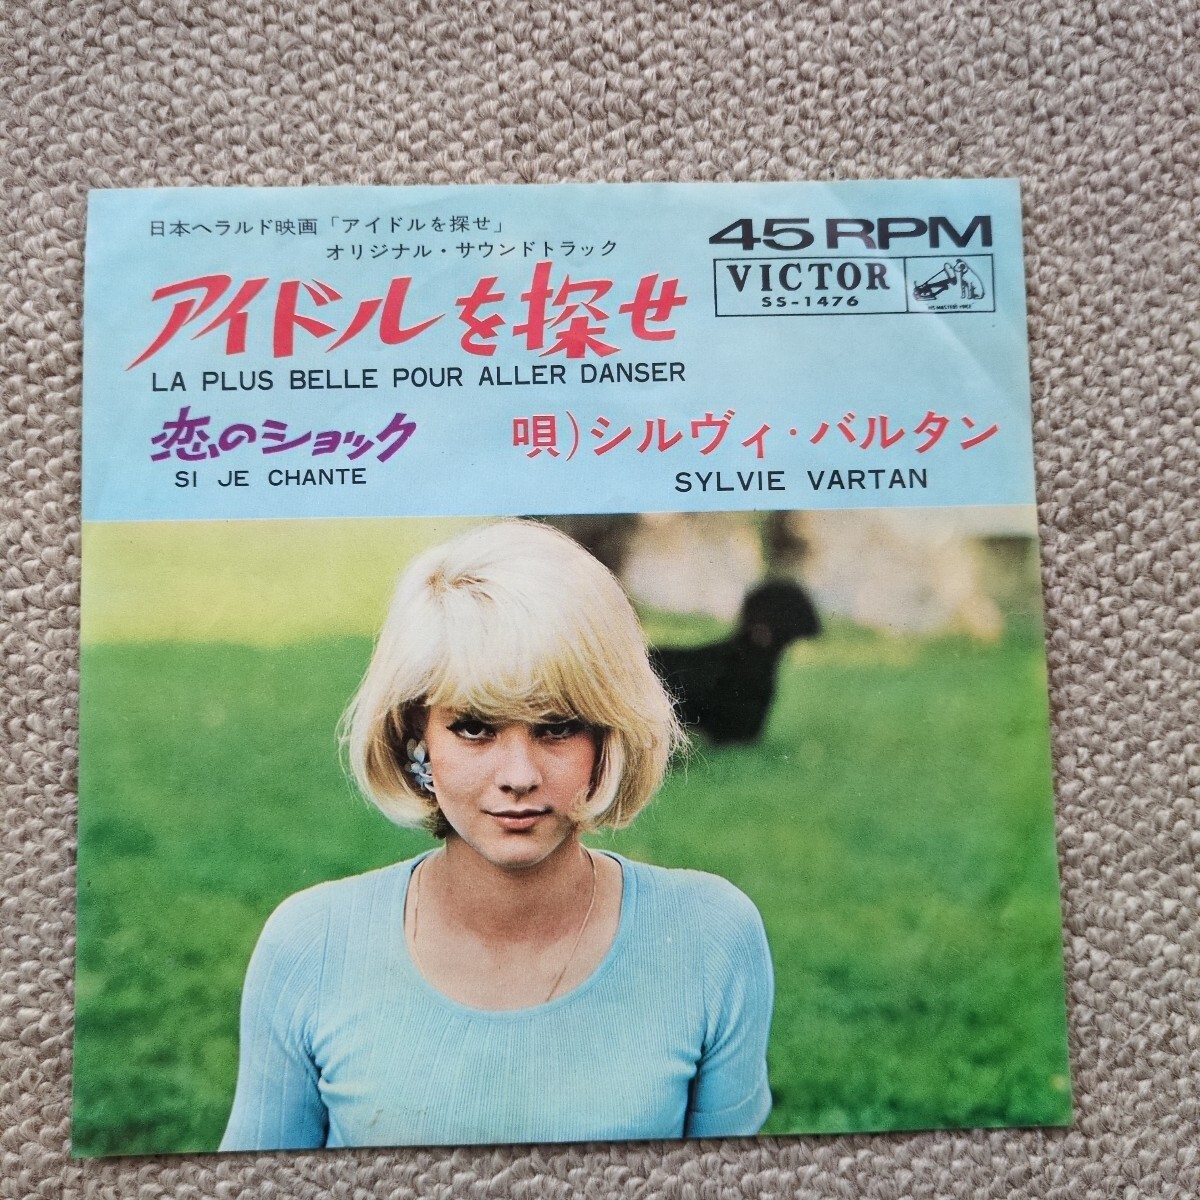 日本ヘラルド映画「アイドルを探せ」
オリジナル・サウンドトラック
アイドルを探せ
LA PLUS BELLE POUR ALLER DANSER
45 RPM
VICTOR
SS-1476
恋のショック
SI JE CHANTE
唄)シルヴィ・バルタン
SYLVIE VARTAN